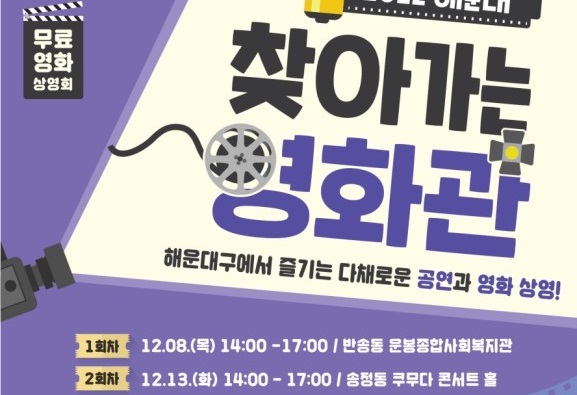 무료
영화
상영회
2022 해운대
찾아가는
영화관
해운대구에서 즐기는 다채로운 공연과 영화 상영!
1회차 12.08.(목) 14:00 -17:00 / 반송동 운봉종합사회복지관
2회차 12.13.(화) 14:00 - 17:00 / 송정동 쿠무다 콘서트 홀